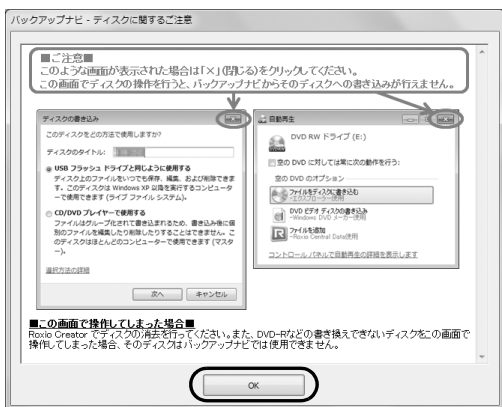 バックアップナビ - ディスクに関するご注意
■ご注意■
このような画面が表示された場合は「×」(閉じる)をクリックしてください。
この画面でディスクの操作を行うと、バックアップナビからそのディスクへの書き込みが行えません。
ディスクの書き込み
このディスクをどの方法で使用しますか?
ディスクのタイトル:
USB フラッシュ ドライブと同じように使用する
ディスク上のファイルをいつでも保存、編集、および削除できま
す。このディスクは Windows XP 以降を実行するコンピュータ
ーで使用できます (ライブ ファイル システム)。
CD/DVD プレイヤーで使用する
ファイルはグループ化されて書き込まれるため、書き込み後に個
別のファイルを編集したり削除したりすることはできません。こ
のディスクはほとんどのコンピューターで使用できます (マスタ
ー)。
選択方法の詳細
次へ
キャンセル
自動再生
DVD RW ドライブ (E:)
空の DVD に対しては常に次の動作を行う:
空の DVD のオプション
ファイルをディスクに書き込む
-エクスプローラー使用
DVD ビデオ ディスクの書き込み
-Windows DVD メーカー使用
ファイルを追加
-Roxio Central Data使用
コントロール パネルで自動再生の詳細を表示します
■この画面で操作してしまった場合■
Roxio Creator でディスクの消去を行ってください。また、DVD-Rなどの書き換えできないディスクをこの画面で
操作してしまった場合、そのディスクはバックアップナビでは使用できません。
OK